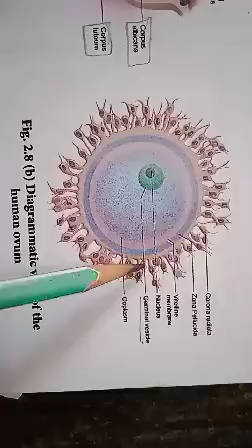 Corpus
albicans
Corpus
luteum
Corona radiata
Zona Pellucida
Vitelline
membrane
Nucleus
Germinal vesicle
Ooplasm
Fig. 2.8 (b) Diagrammatic v of the
human ovum